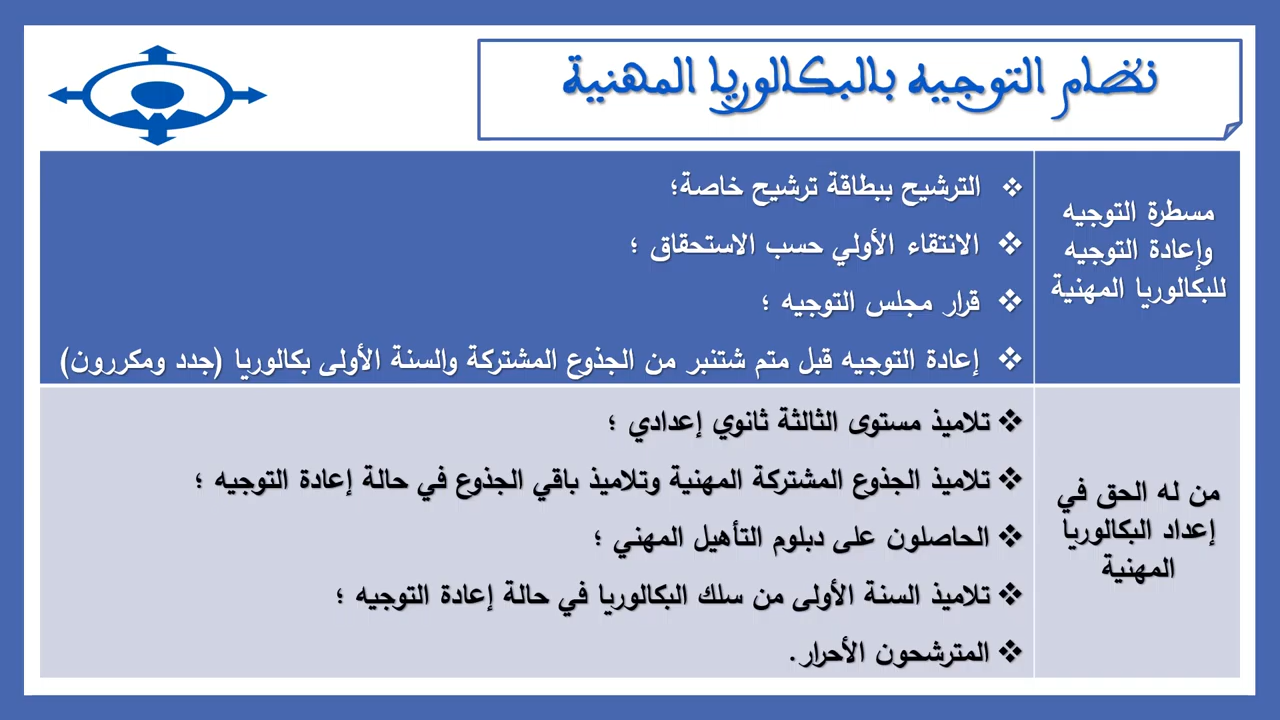 نظام التوجيه بالبكالوريا المهنية
مسطرة التوجيه
وإعادة التوجيه
للبكالوريا المهنية
❖ الترشيح ببطاقة ترشيح خاصة؛
❖ الانتقاء الأولي حسب الاستحقاق ؛
❖ قرار مجلس التوجيه ؛
❖ إعادة التوجيه قبل متم شتنبر من الجذوع المشتركة والسنة الأولى بكالوريا (جدد ومكررون)
من له الحق في
إعداد البكالوريا
المهنية
❖ تلاميذ مستوى الثالثة ثانوي إعدادي ؛
❖ تلاميذ الجذوع المشتركة المهنية وتلاميذ باقي الجذوع في حالة إعادة التوجيه ؛
❖ الحاصلون على دبلوم التأهيل المهني ؛
❖ تلاميذ السنة الأولى من سلك البكالوريا في حالة إعادة التوجيه ؛
❖ المترشحون الأحرار.